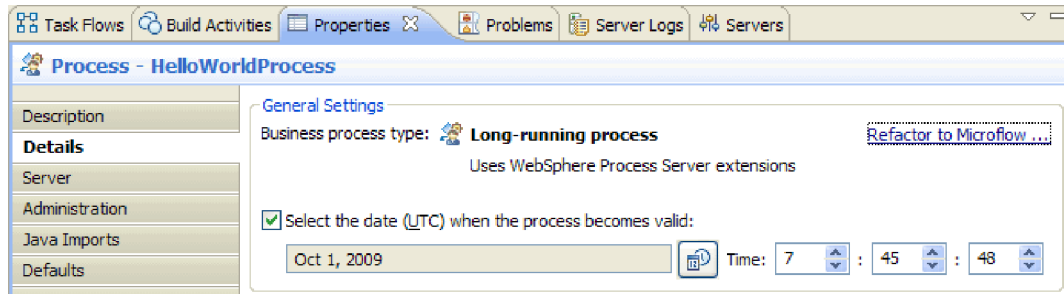 Task Flows Build Activities Properties Problems Server Logs Servers
Process - HelloWorldProcess
Description
Details
Server
Administration
Java Imports
Defaults
General Settings
Business process type: Long-running process Refactor to Microflow ...
Uses WebSphere Process Server extensions
Select the date (UTC) when the process becomes valid:
Oct 1, 2009 Time: 7 : 45 : 48